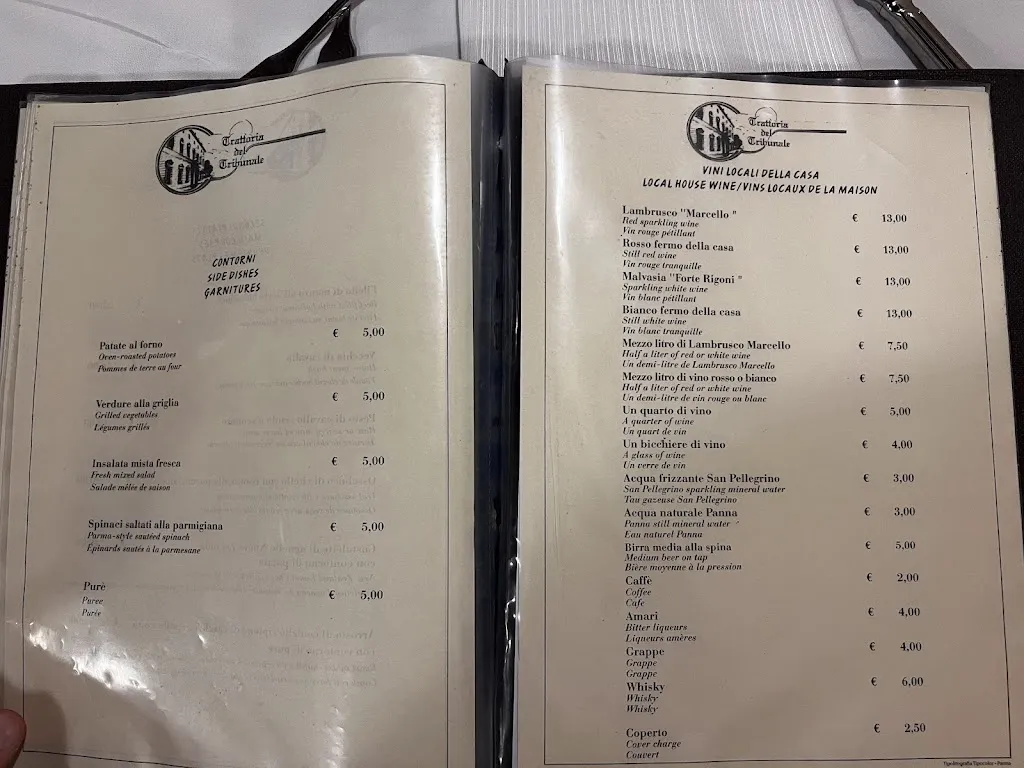 Trattoria
del
Tribunale
CONTORNI
SIDE DISHES
GARNITURES
Patate al forno € 5,00
Oven-roasted potatoes
Pommes de terre au four
Verdure alla griglia € 5,00
Grilled vegetables
Légumes grillés
Insalata mista fresca € 5,00
Fresh mixed salad
Salade mêlée de saison
Spinaci saltati alla parmigiana € 5,00
Parma-style sautéed spinach
Épinards sautés à la parmesane
Purè € 5,00
Puree
Purée
Trattoria
del
Tribunale
VINI LOCALI DELLA CASA
LOCAL HOUSE WINE/VINS LOCAUX DE LA MAISON
Lambrusco "Marcello " € 13,00
Red sparkling wine
Vin rouge pétillant
Rosso fermo della casa € 13,00
Still red wine
Vin rouge tranquille
Malvasia "Forte Rigoni " € 13,00
Sparkling white wine
Vin blanc pétillant
Bianco fermo della casa € 13,00
Still white wine
Vin blanc tranquille
Mezzo litro di Lambrusco Marcello € 7,50
Half a liter of red or white wine
Un demi-litre de Lambrusco Marcello
Mezzo litro di vino rosso o bianco € 7,50
Half a liter of red or white wine
Un demi-litre de vin rouge ou blanc
Un quarto di vino € 5,00
A quarter of wine
Un quart de vin
Un bicchiere di vino € 4,00
A glass of wine
Un verre de vin
Acqua frizzante San Pellegrino € 3,00
San Pellegrino sparkling mineral water
Tau gazeuse San Pellegrino
Acqua naturale Panna € 3,00
Panna still mineral water
Eau naturel Panna
Birra media alla spina € 5,00
Medium beer on tap
Bière moyenne à la pression
Caffè € 2,00
Coffee
Cafe
Amari € 4,00
Bitter liqueurs
Liqueurs amères
Grappe € 4,00
Grappe
Grappe
Whisky € 6,00
Whisky
Whisky
Coperto € 2,50
Cover charge
Couvert